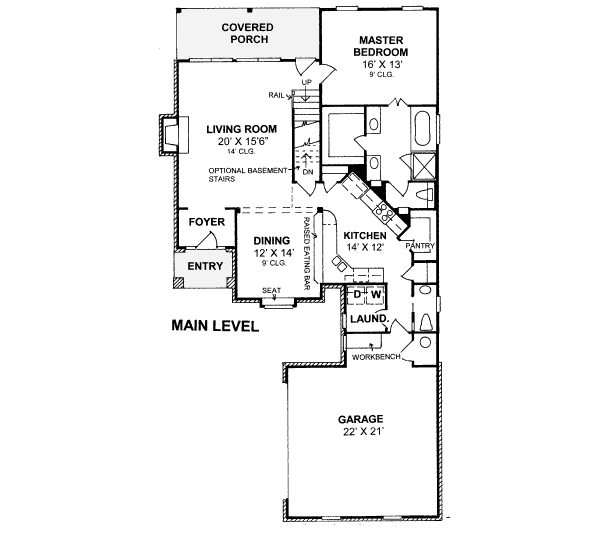 COVERED
PORCH
MASTER
BEDROOM
16' X 13'
9' CLG.
UP
RAIL
LIVING ROOM
20' X 15'6"
14' CLG.
OPTIONAL BASEMENT
STAIRS
DN
FOYER
ENTRY
DINING
12' X 14'
9' CLG.
RAISED EATING BAR
SEAT
KITCHEN
14' X 12'
PANTRY
D W
LAUND.
MAIN LEVEL
WORKBENCH
GARAGE
22' X 21'